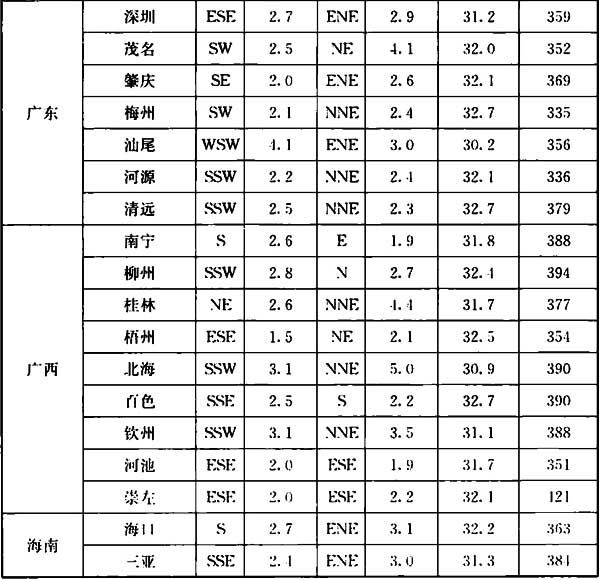 广东
深圳 ESE 2.7 ENE 2.9 31.2 359
茂名 SW 2.5 NE 4.1 32.0 352
肇庆 SE 2.0 ENE 2.6 32.1 369
梅州 SW 2.1 NNE 2.4 32.7 335
汕尾 WSW 4.1 ENE 3.0 30.2 356
河源 SSW 2.2 NNE 2.4 32.1 336
清远 SSW 2.5 NNE 2.3 32.7 379
广西
南宁 S 2.6 E 1.9 31.8 388
柳州 SSW 2.8 N 2.7 32.4 394
桂林 NE 2.6 NNE 4.4 31.7 377
梧州 ESE 1.5 NE 2.1 32.5 354
北海 SSW 3.1 NNE 5.0 30.9 390
百色 SSE 2.5 S 2.2 32.7 390
钦州 SSW 3.1 NNE 3.5 31.1 388
河池 ESE 2.0 ESE 1.9 31.7 351
崇左 ESE 2.0 ESE 2.2 32.1 121
海南
海口 S 2.7 ENE 3.1 32.2 363
三亚 SSE 2.4 ENE 3.0 31.3 384